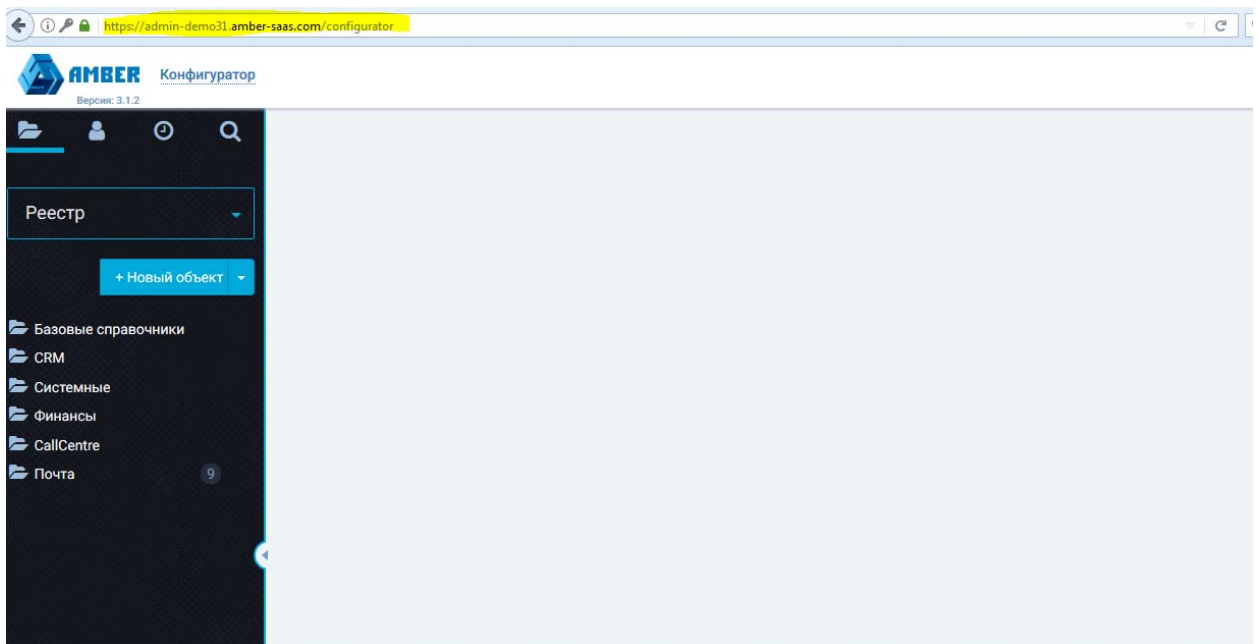 https://admin-demo31.amber-saas.com/configurator
AMBER Конфигуратор
Версия: 3.1.2
Реестр
+ Новый объект
Базовые справочники
CRM
Системные
Финансы
CallCentre
Почта 9